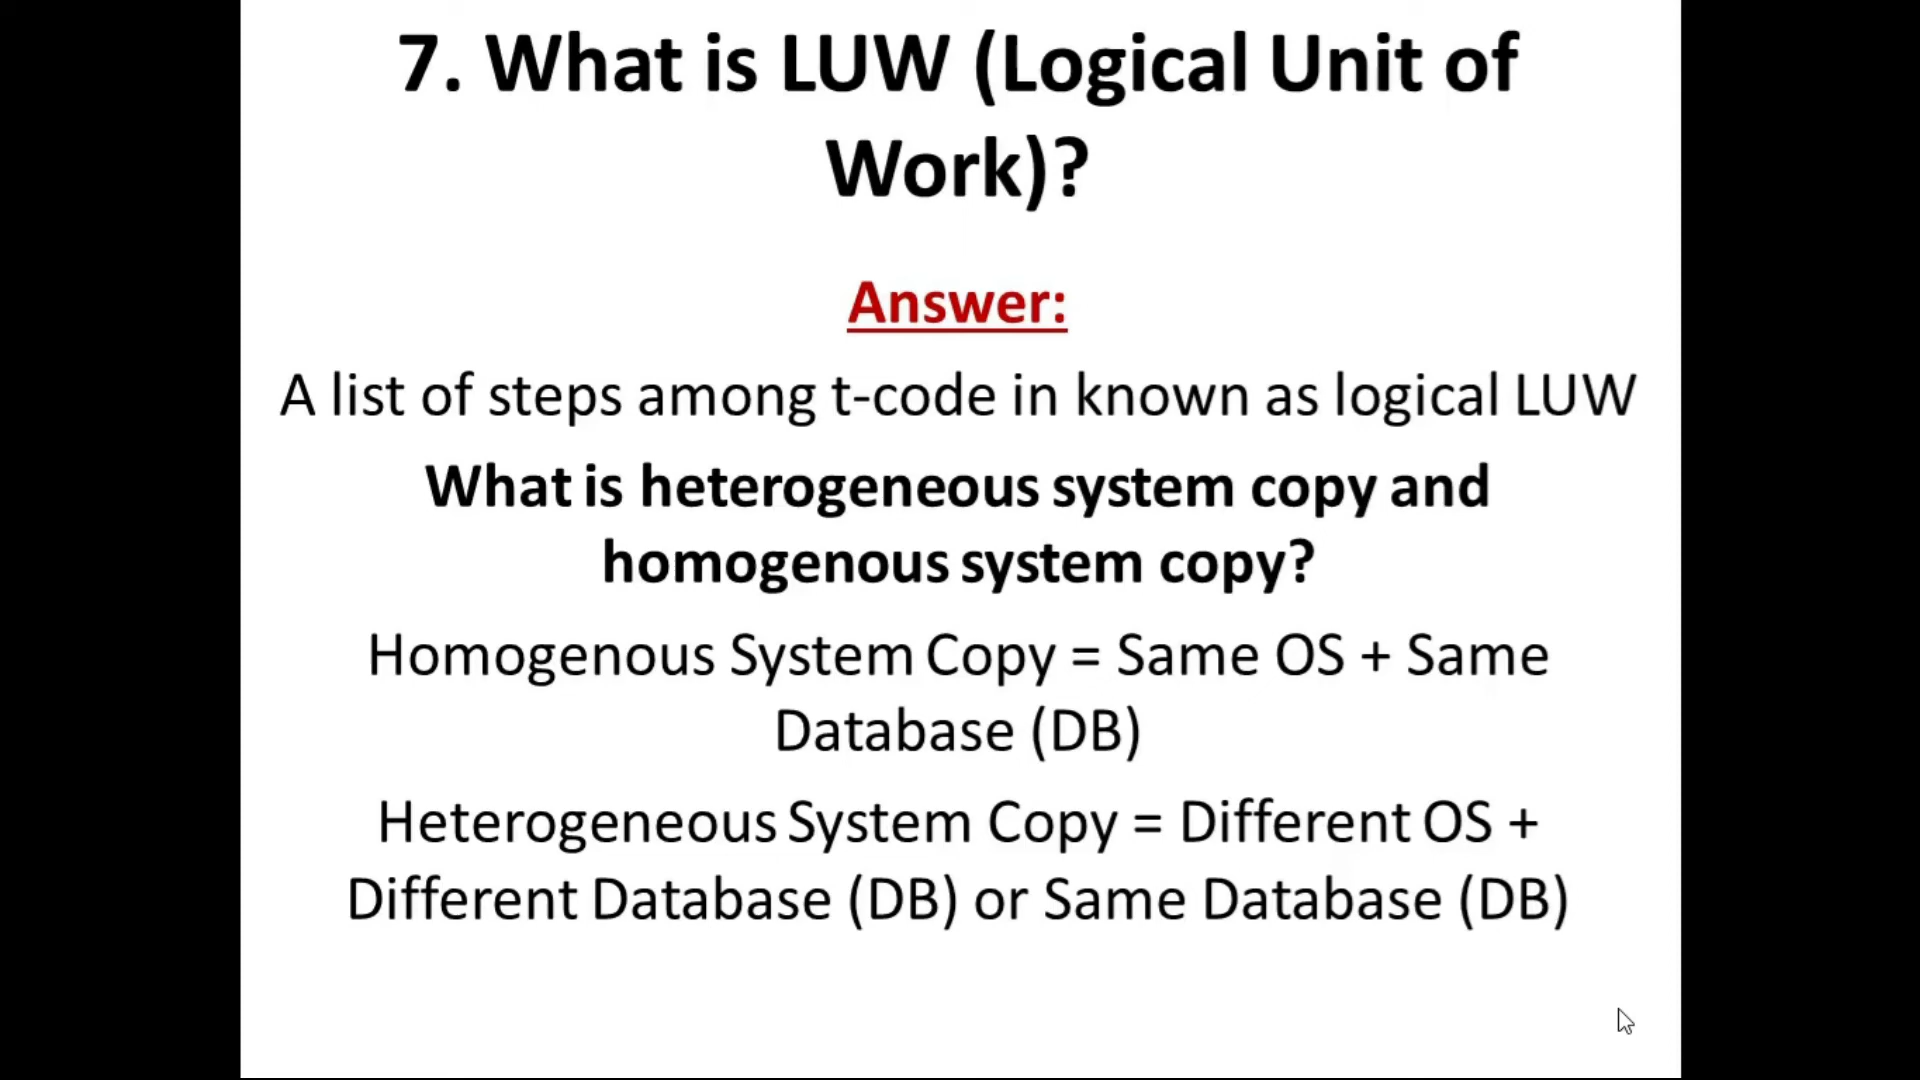 7. What is LUW (Logical Unit of
Work)?
Answer:
A list of steps among t-code in known as logical LUW
What is heterogeneous system copy and
homogenous system copy?
Homogenous System Copy = Same OS + Same
Database (DB)
Heterogeneous System Copy = Different OS +
Different Database (DB) or Same Database (DB)